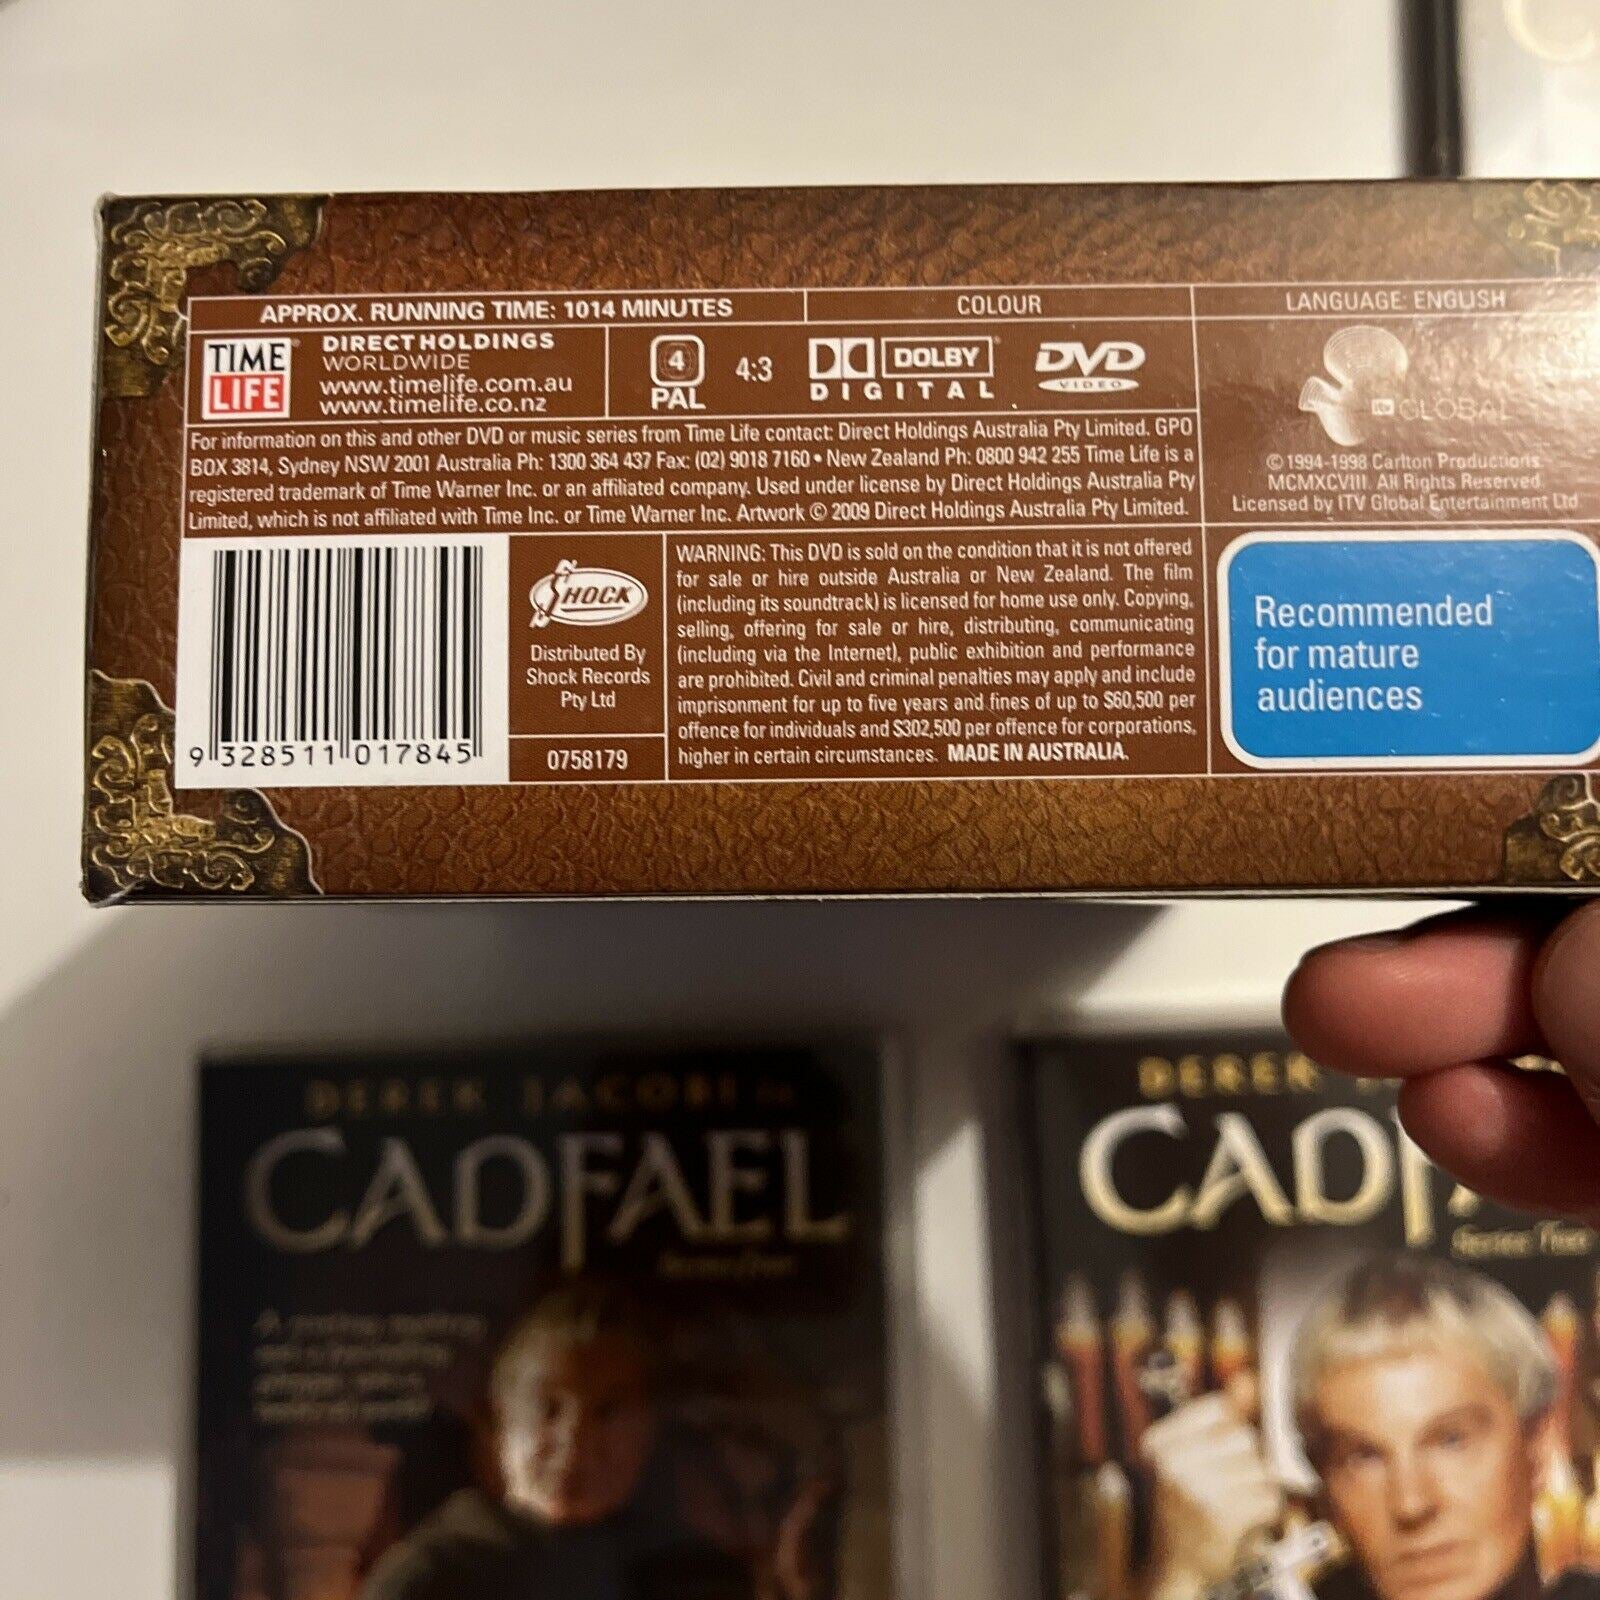 APPROX. RUNNING TIME: 1014 MINUTES
COLOUR
LANGUAGE: ENGLISH
TIME
LIFE
DIRECTHOLDINGS
WORLDWIDE
www.timelife.com.au
www.timelife.co.nz
4
PAL
4:3
DOLBY
DIGITAL
DVD
VIDEO
GLOBAL
For information on this and other DVD or music series from Time Life contact: Direct Holdings Australia Pty Limited. GPO
BOX 3814, Sydney NSW 2001 Australia Ph: 1300 364 437 Fax: (02) 9018 7160 • New Zealand Ph: 0800 942 255 Time Life is a
registered trademark of Time Warner Inc. or an affiliated company. Used under license by Direct Holdings Australia Pty
Limited, which is not affiliated with Time Inc. or Time Warner Inc. Artwork © 2009 Direct Holdings Australia Pty Limited.
© 1994-1998 Carlton Productions
MCMXCVIII. All Rights Reserved.
Licensed by ITV Global Entertainment Ltd
9 328511 017845
SHOCK
Distributed By
Shock Records
Pty Ltd
0758179
WARNING: This DVD is sold on the condition that it is not offered
for sale or hire outside Australia or New Zealand. The film
(including its soundtrack) is licensed for home use only. Copying,
selling, offering for sale or hire, distributing, communicating
(including via the Internet), public exhibition and performance
are prohibited. Civil and criminal penalties may apply and include
imprisonment for up to five years and fines of up to $60,500 per
offence for individuals and $302,500 per offence for corporations,
higher in certain circumstances. MADE IN AUSTRALIA.
Recommended
for mature
audiences
DEREK JACOBI
CADFAEL
DEREK
CADF